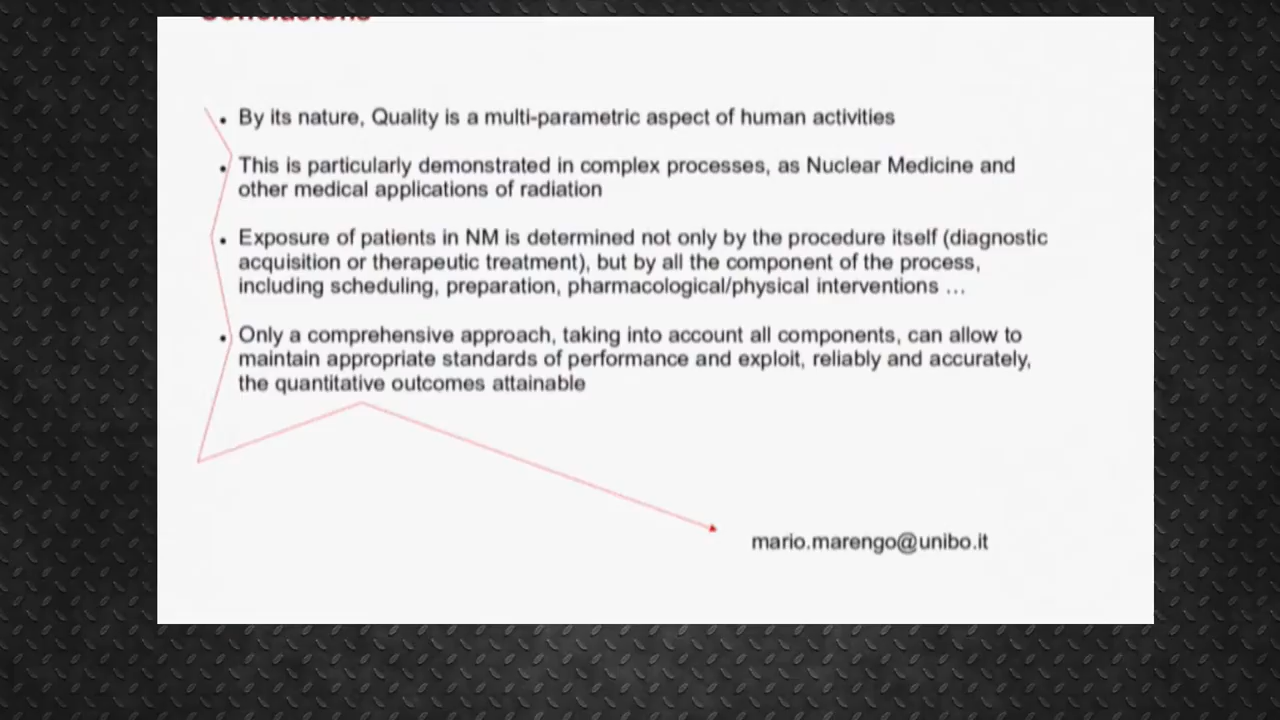 Conclusions
• By its nature, Quality is a multi-parametric aspect of human activities
• This is particularly demonstrated in complex processes, as Nuclear Medicine and
other medical applications of radiation
• Exposure of patients in NM is determined not only by the procedure itself (diagnostic
acquisition or therapeutic treatment), but by all the component of the process,
including scheduling, preparation, pharmacological/physical interventions …
• Only a comprehensive approach, taking into account all components, can allow to
maintain appropriate standards of performance and exploit, reliably and accurately,
the quantitative outcomes attainable
mario.marengo@unibo.it